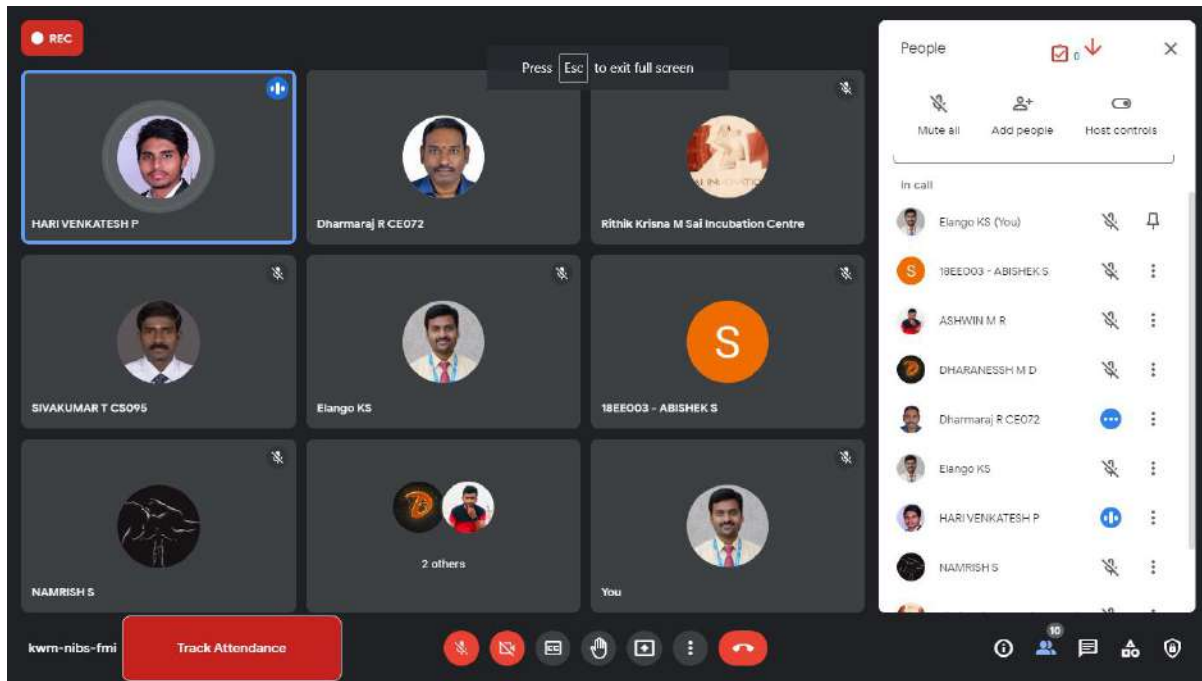 REC
Press Esc to exit full screen
HARI VENKATESH P
Dharmaraj R CE072
Rithik Krisna M Sai Incubation Centre
SIVAKUMAR T CS095
Elango KS
S
18EE003 - ABISHEK S
NAMRISH S
2 others
You
kwm-nibs-fmi
Track Attendance
CC
10
People
0
Mute all
Add people
Host controls
In call
Elango KS (You)
S
18EE003 - ABISHEK S
ASHWIN M R
DHARANESSH M D
Dharmaraj R CE072
Elango KS
HARI VENKATESH P
NAMRISH S